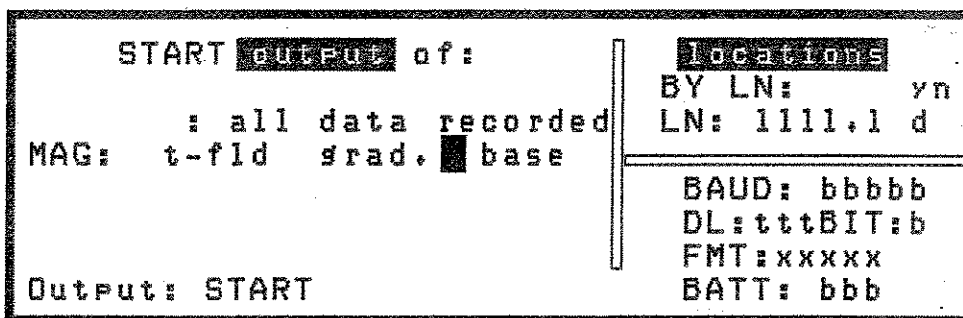 START output of:
: all data recorded
MAG: t-fld grad. base
Output: START
locations
BY LN: yn
LN: 1111.1 d
BAUD: bbbbb
DL:tttBIT:b
FMT:xxxxx
BATT: bbb